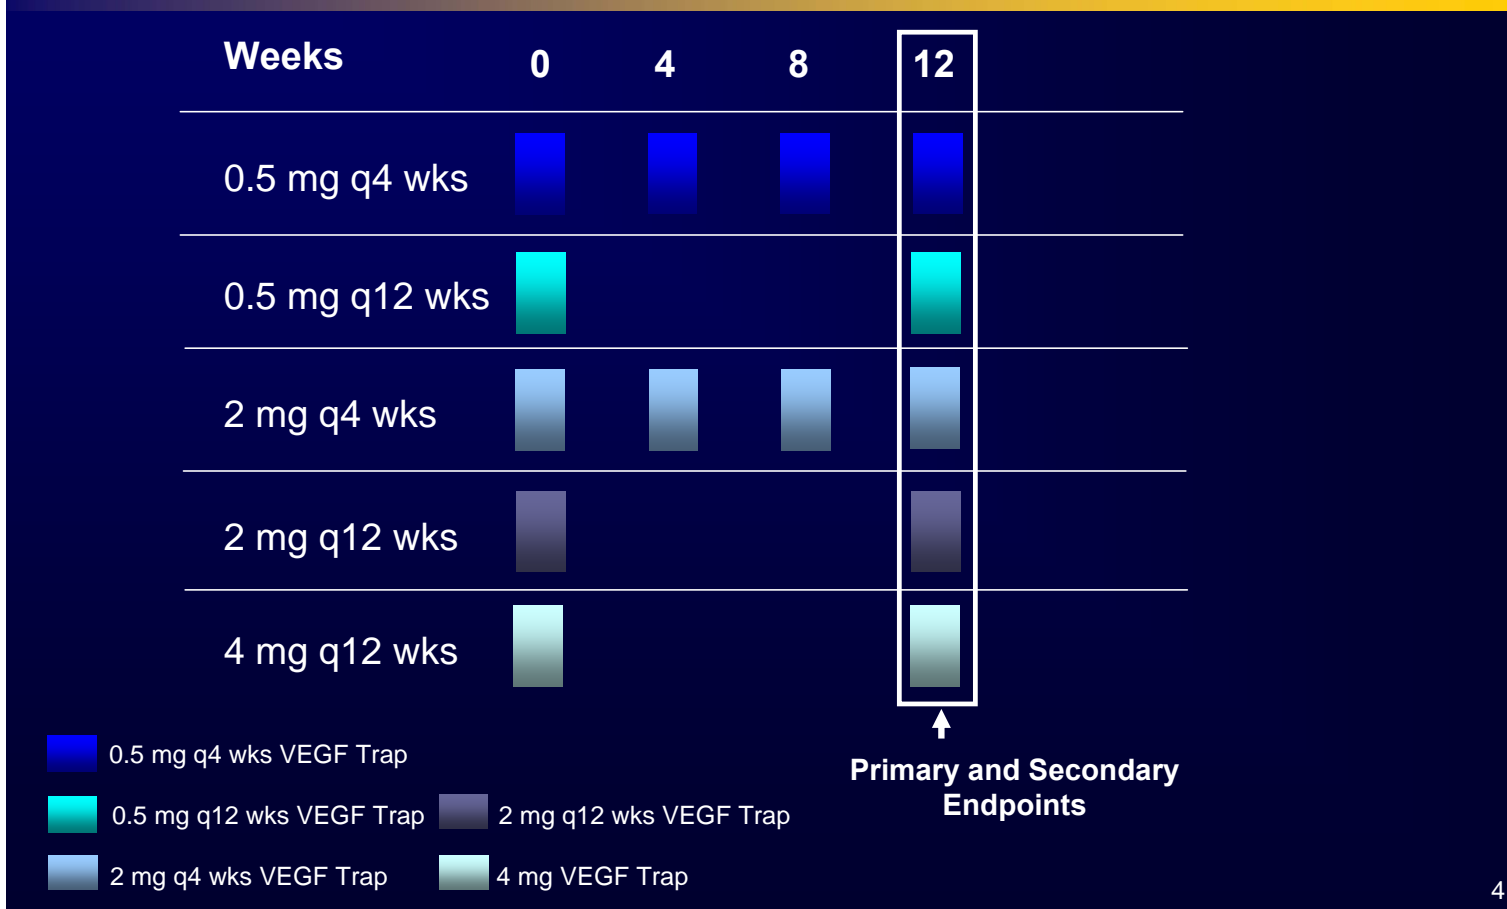 Weeks 0 4 8 12
0.5 mg q4 wks
0.5 mg q12 wks
2 mg q4 wks
2 mg q12 wks
4 mg q12 wks
Primary and Secondary
Endpoints
0.5 mg q4 wks VEGF Trap
0.5 mg q12 wks VEGF Trap
2 mg q12 wks VEGF Trap
2 mg q4 wks VEGF Trap
4 mg VEGF Trap
4